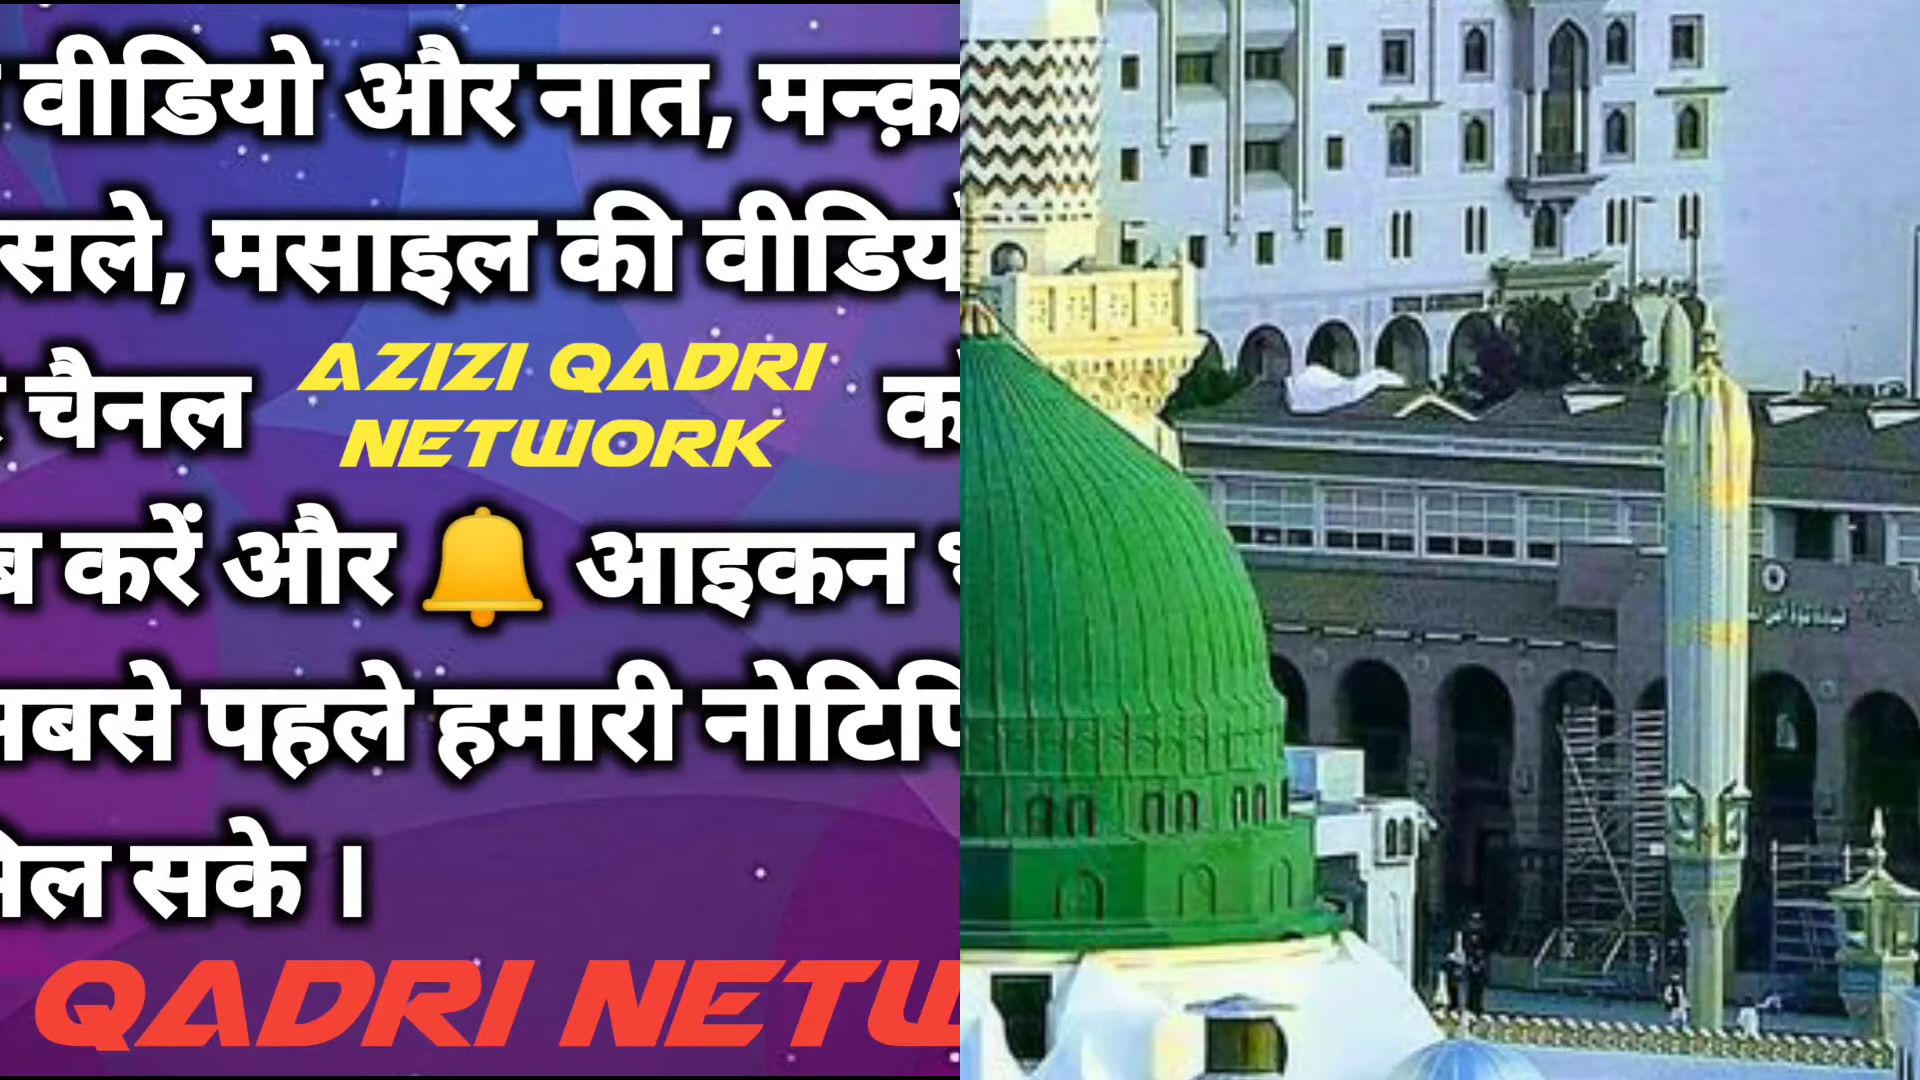 वीडियो और नात, मन्क़
सले, मसाइल की वीडिय
चैनल AZIZI QADRI NETWORK
करें और 🔔 आइकन
सबसे पहले हमारी नोटिफि
मिल सके ।
QADRI NETW